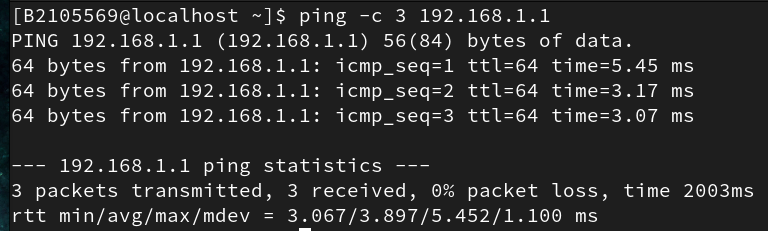 [B2105569@localhost ~]$ ping -c 3 192.168.1.1
PING 192.168.1.1 (192.168.1.1) 56(84) bytes of data.
64 bytes from 192.168.1.1: icmp_seq=1 ttl=64 time=5.45 ms
64 bytes from 192.168.1.1: icmp_seq=2 ttl=64 time=3.17 ms
64 bytes from 192.168.1.1: icmp_seq=3 ttl=64 time=3.07 ms
--- 192.168.1.1 ping statistics ---
3 packets transmitted, 3 received, 0% packet loss, time 2003ms
rtt min/avg/max/mdev = 3.067/3.897/5.452/1.100 ms